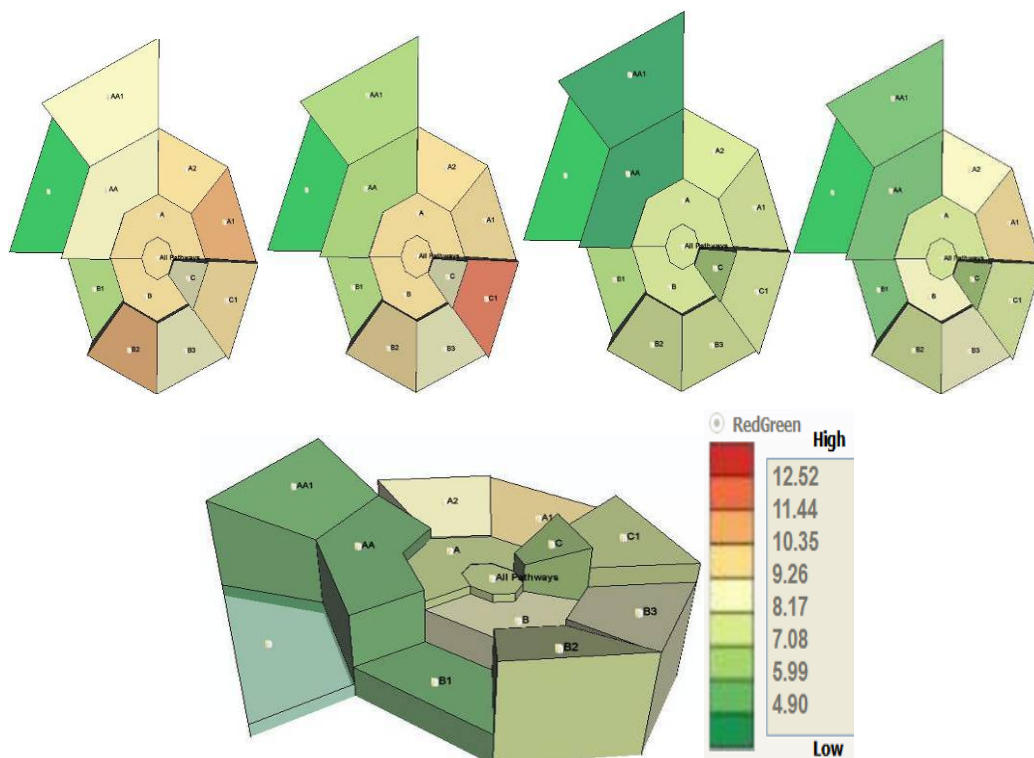 AA1
A2
AA
A1
A
All Pathways
C
B1
B
C1
B2
B3
AA1
A2
AA
A1
A
All Pathways
C
B1
B
C1
B2
B3
AA1
A2
AA
A1
A
All Pathways
C
B1
B
C1
B2
B3
AA1
A2
AA
A1
A
All Pathways
C
B1
B
C1
B2
B3
AA1
A2
A1
C1
AA
A
C
All Pathways
B
B3
B2
B1
RedGreen
High
12.52
11.44
10.35
9.26
8.17
7.08
5.99
4.90
Low